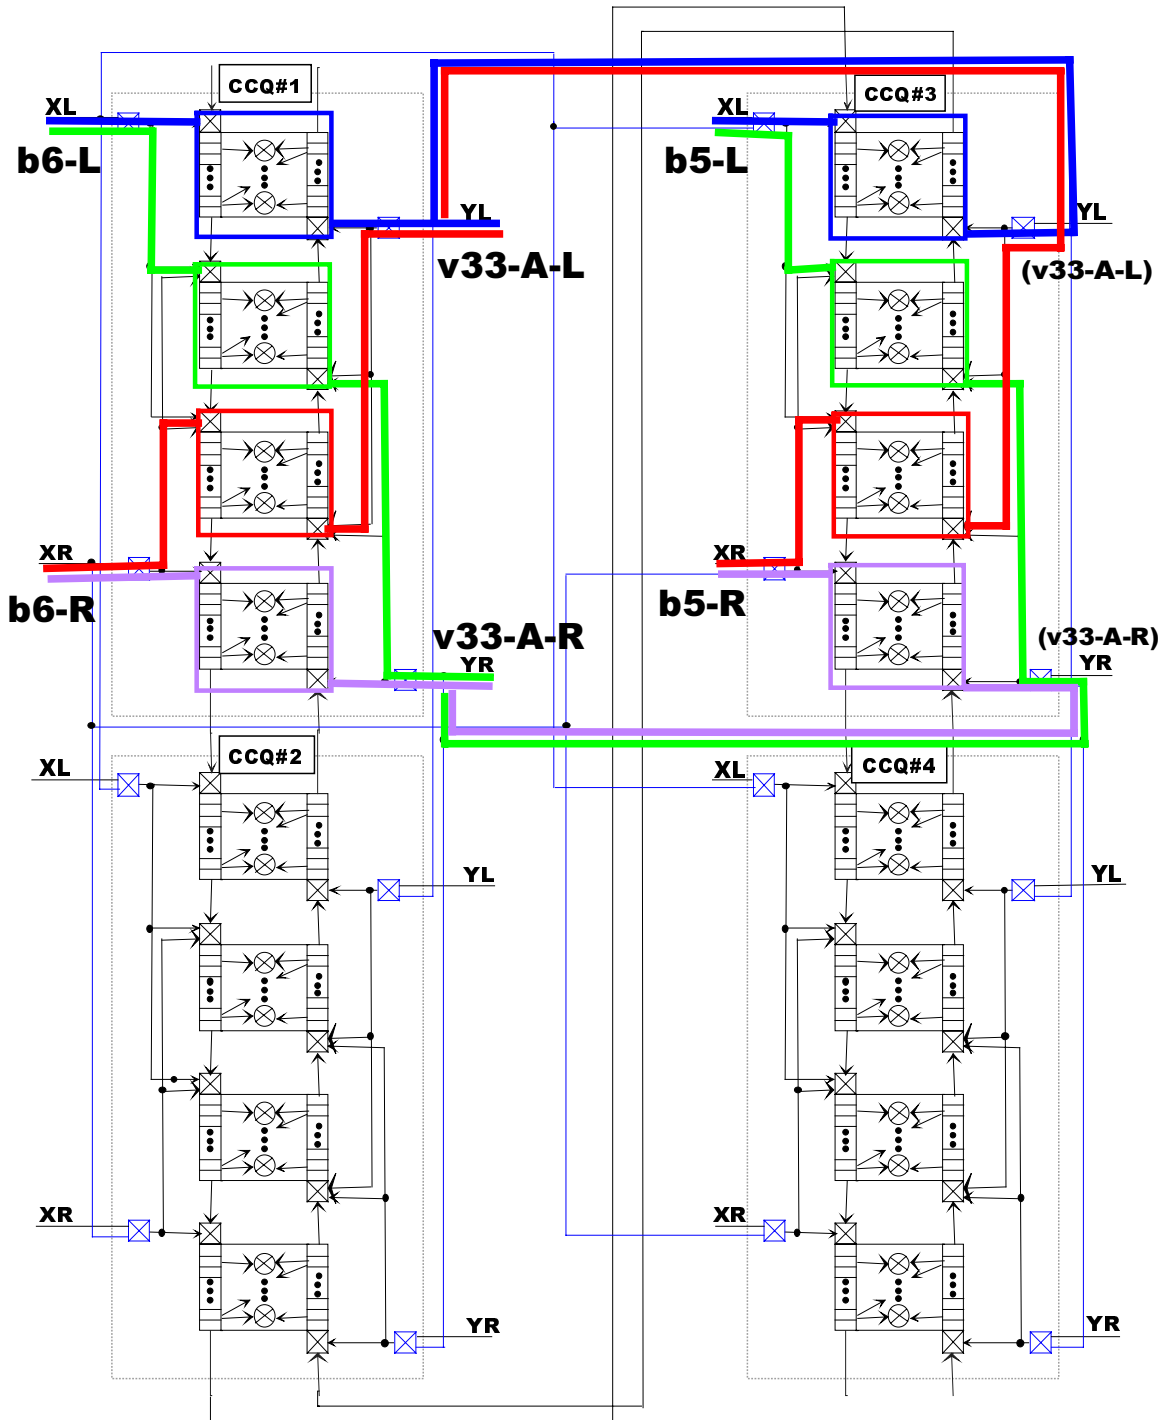 CCQ#1
CCQ#3
XL
XL
b6-L
b5-L
YL
YL
v33-A-L
(v33-A-L)
XR
XR
b6-R
b5-R
v33-A-R
(v33-A-R)
YR
YR
CCQ#2
CCQ#4
XL
XL
YL
YL
XR
XR
YR
YR